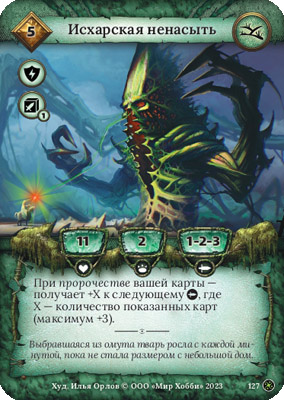 5
Исхарская ненасыть
1
11
2
1-2-3
При пророчестве вашей карты —
получает +X к следующему , где
X — количество показанных карт
(максимум +3).
Выбравшаяся из омута тварь росла с каждой ми-
нутой, пока не стала размером с небольшой дом.
Худ. Илья Орлов © ООО «Мир Хобби» 2023
127